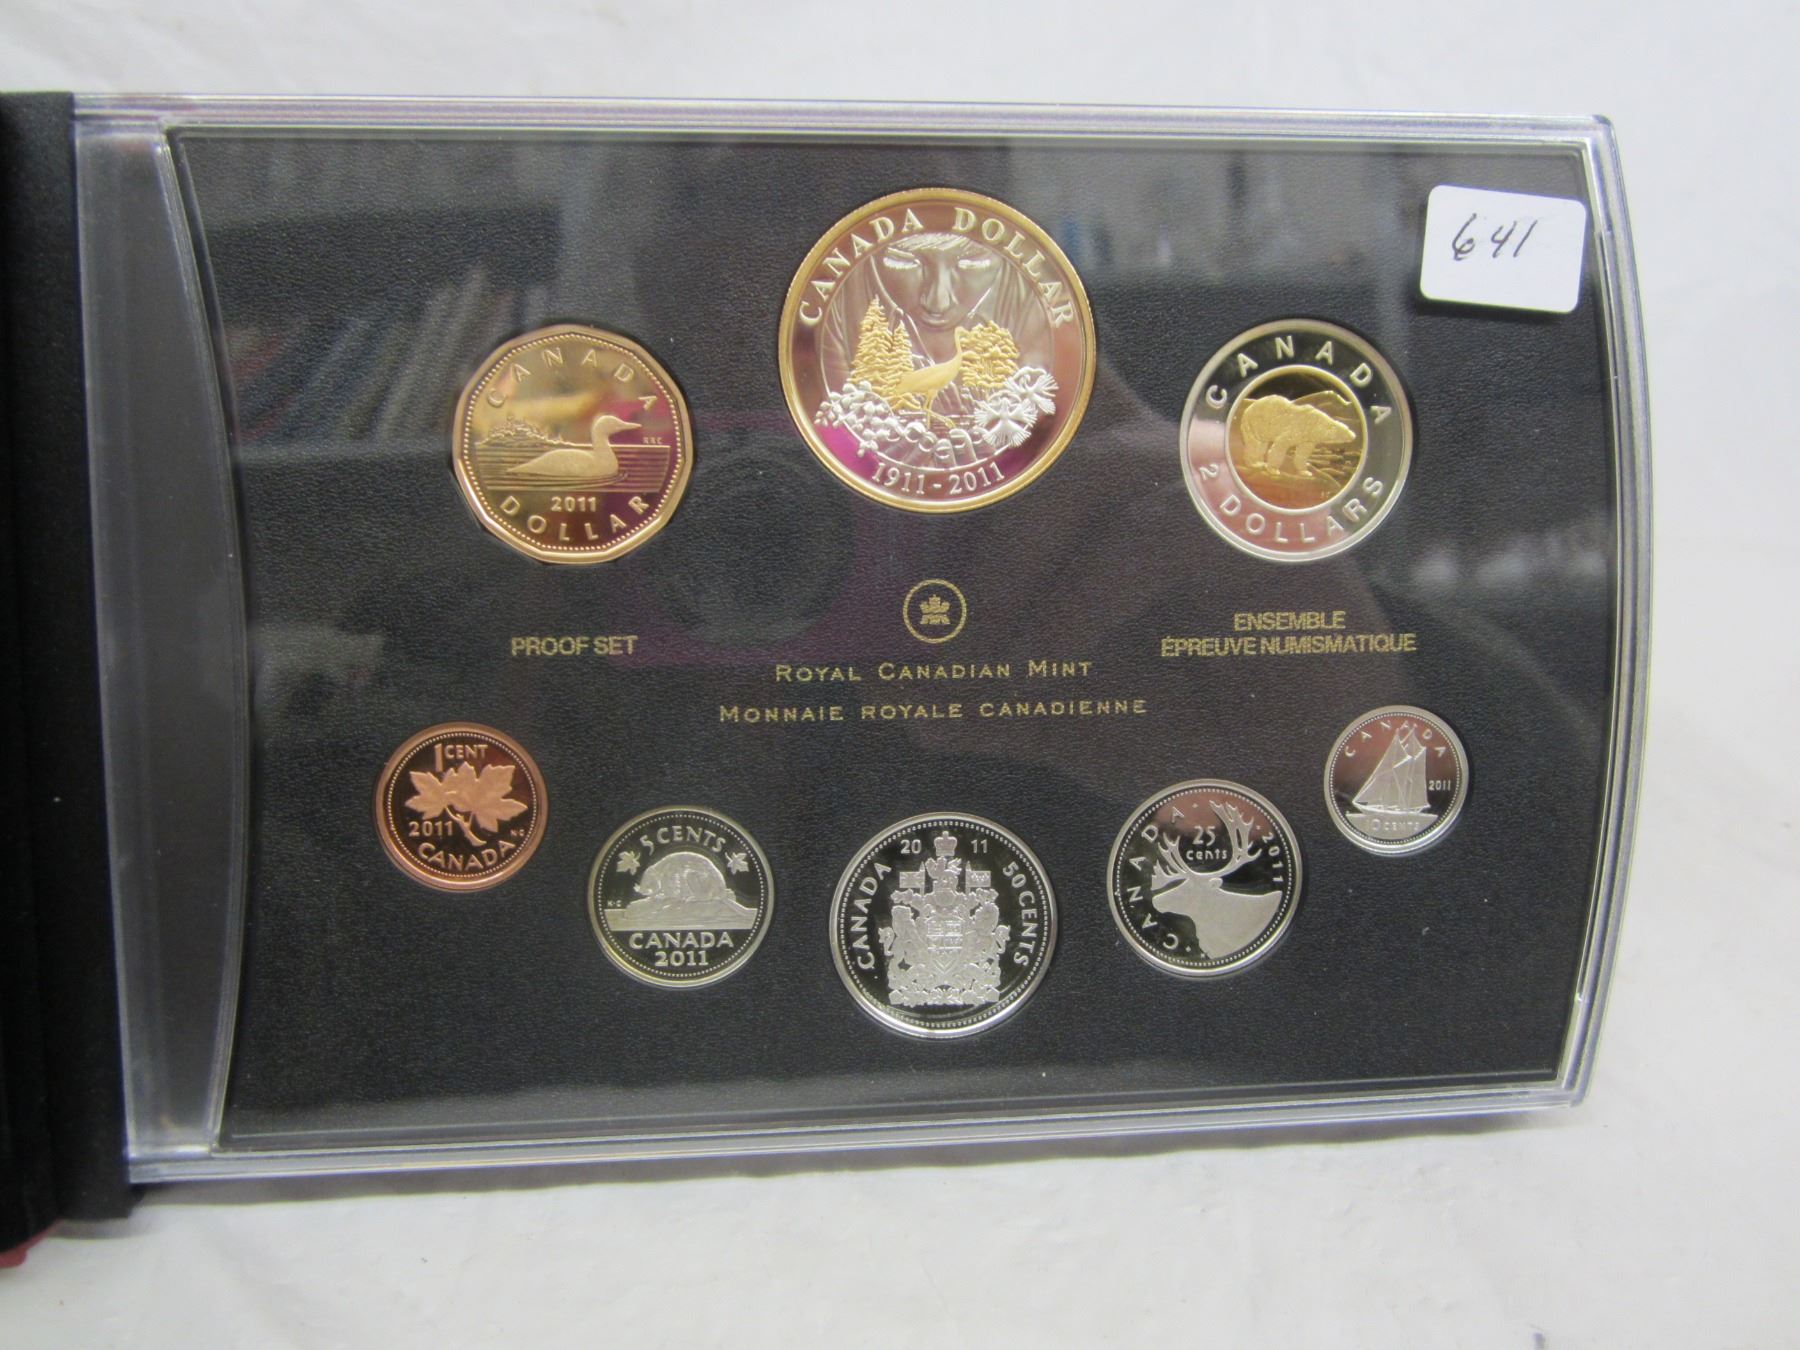 641
CANADA DOLLAR
1911-2011
CANADA
RRC
2011
DOLLAR
CANADA
2 DOLLARS
PROOF SET
ROYAL CANADIAN MINT
MONNAIE ROYALE CANADIENNE
ENSEMBLE
ÉPREUVE NUMISMATIQUE
1 CENT
2011
CANADA
5 CENTS
K·G
CANADA
2011
2011
CANADA
50 CENTS
CANADA
25
cents
2011
CANADA
2011
10 CENTS